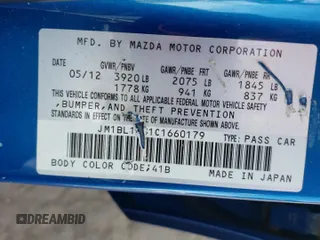 MFD. BY MAZDA MOTOR CORPORATION
GVWR/PNBV GAWR/PNBE FRT GAWR/PNBE RR
05/12 3920 LB 2075 LB 1845 LB
1778 KG 941 KG 837 KG
THIS VEHICLE CONFORMS TO ALL APPLICABLE FEDERAL MOTOR VEHICLE SAFETY
, BUMPER, AND THEFT PREVENTION STANDARDS
IN EFFECT ON THE DATE OF MANUFACTURE SHOWN ABOVE.
JM1BL1 1C1660179 TYPE: PASS CAR
BODY COLOR CODE: 41B
MADE IN JAPAN
DREAMBID